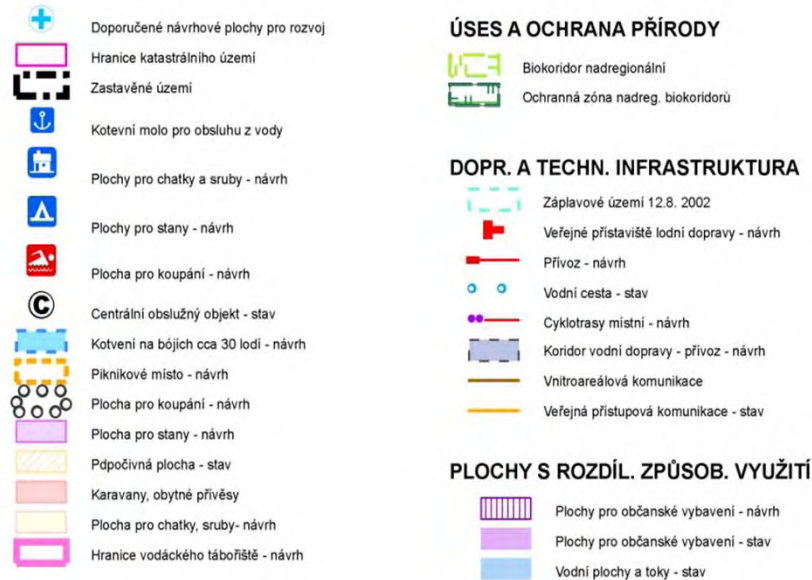 Doporučené návrhové plochy pro rozvoj
Hranice katastrálního území
Zastavěné území
Kotevní molo pro obsluhu z vody
Plochy pro chatky a sruby - návrh
Plochy pro stany - návrh
Plocha pro koupání - návrh
C Centrální obslužný objekt - stav
Kotvení na bójích cca 30 lodí - návrh
Piknikové místo - návrh
Plocha pro koupání - návrh
Plocha pro stany - návrh
Pdpočivná plocha - stav
Karavany, obytné přívěsy
Plocha pro chatky, sruby- návrh
Hranice vodáckého tábořiště - návrh
ÚSES A OCHRANA PŘÍRODY
Biokoridor nadregionální
Ochranná zóna nadreg. biokoridorů
DOPR. A TECHN. INFRASTRUKTURA
Záplavové území 12.8. 2002
Veřejné přístaviště lodní dopravy - návrh
Přívoz - návrh
Vodní cesta - stav
Cyklotrasy místní - návrh
Koridor vodní dopravy - přívoz - návrh
Vnitroareálová komunikace
Veřejná přístupová komunikace - stav
PLOCHY S ROZDÍL. ZPŮSOB. VYUŽITÍ
Plochy pro občanské vybavení - návrh
Plochy pro občanské vybavení - stav
Vodní plochy a toky - stav